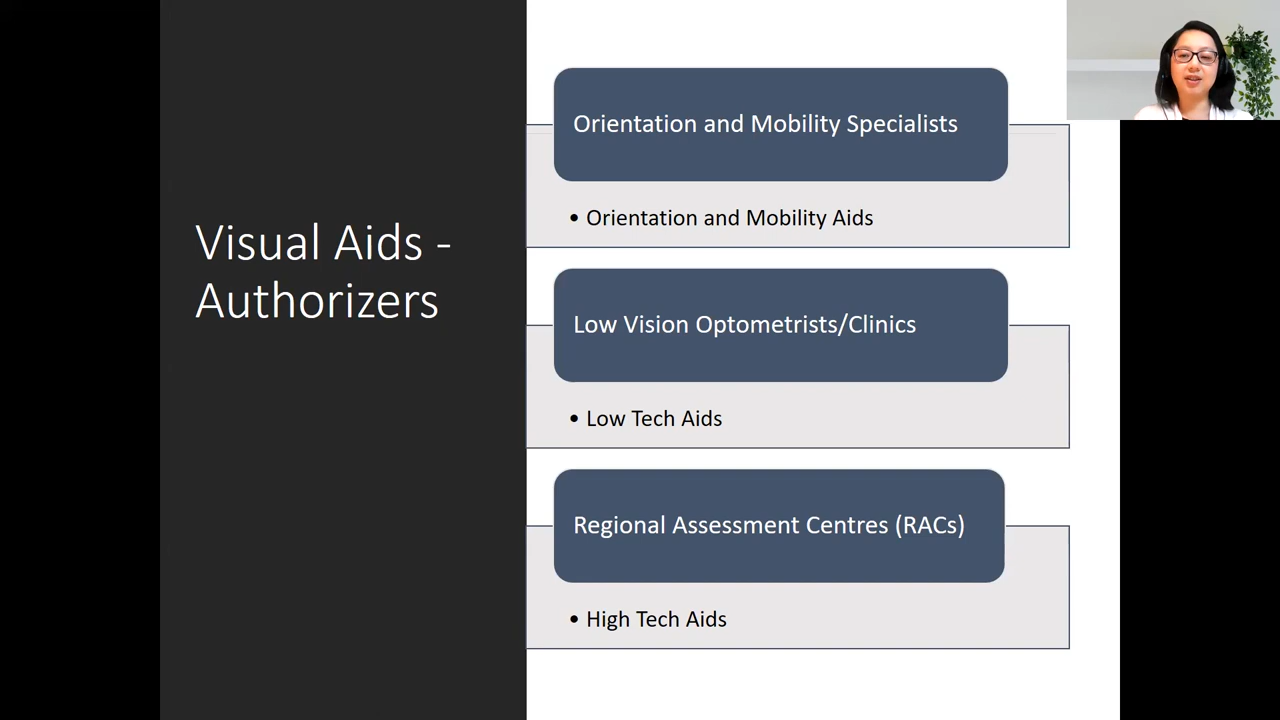 Visual Aids -
Authorizers
Orientation and Mobility Specialists
• Orientation and Mobility Aids
Low Vision Optometrists/Clinics
• Low Tech Aids
Regional Assessment Centres (RACs)
• High Tech Aids